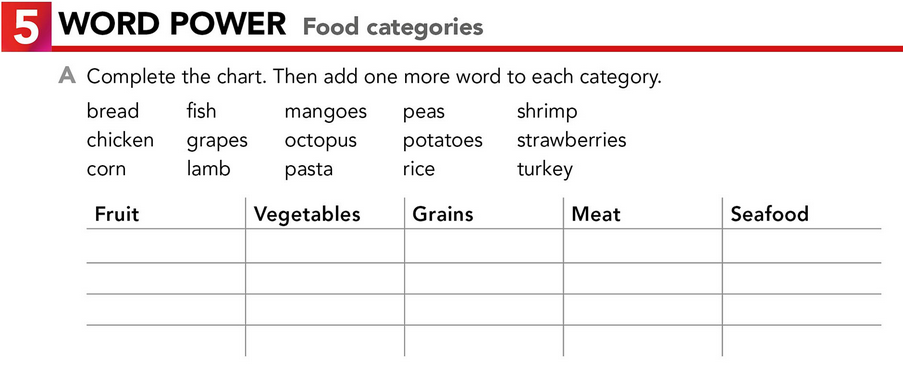 5 WORD POWER Food categories
A Complete the chart. Then add one more word to each category.
bread fish mangoes peas shrimp
chicken grapes octopus potatoes strawberries
corn lamb pasta rice turkey
Fruit Vegetables Grains Meat Seafood